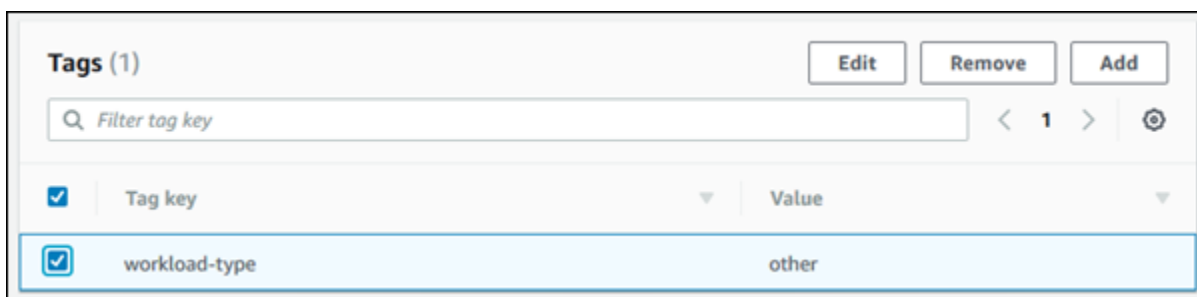 Tags (1)
Edit
Remove
Add
Filter tag key
1
Tag key
Value
workload-type
other